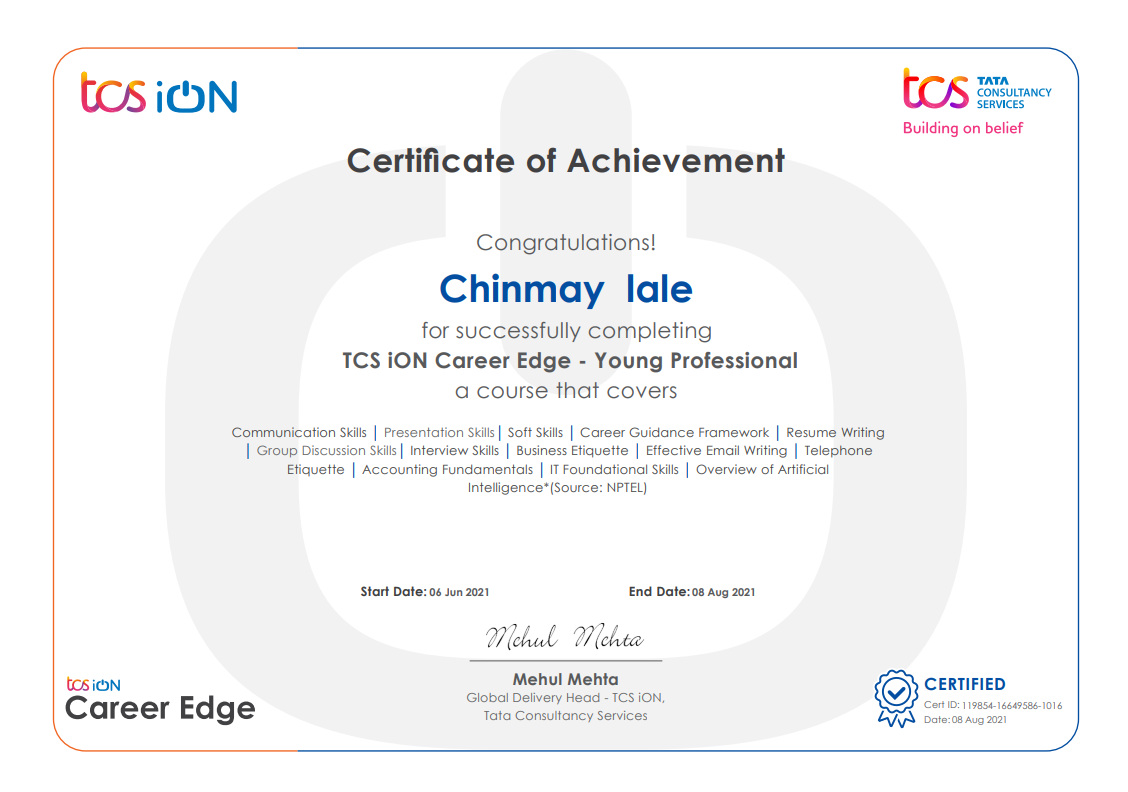 tcs iON
tcs TATA
CONSULTANCY
SERVICES
Building on belief
Certificate of Achievement
Congratulations!
Chinmay lale
for successfully completing
TCS iON Career Edge - Young Professional
a course that covers
Communication Skills | Presentation Skills | Soft Skills | Career Guidance Framework | Resume Writing
| Group Discussion Skills | Interview Skills | Business Etiquette | Effective Email Writing | Telephone
Etiquette | Accounting Fundamentals | IT Foundational Skills | Overview of Artificial
Intelligence*(Source: NPTEL)
Start Date: 06 Jun 2021 End Date: 08 Aug 2021
Mehul Mehta
Mehul Mehta
Global Delivery Head - TCS iON,
Tata Consultancy Services
tcs iON
Career Edge
CERTIFIED
Cert ID: 119854-16649586-1016
Date: 08 Aug 2021